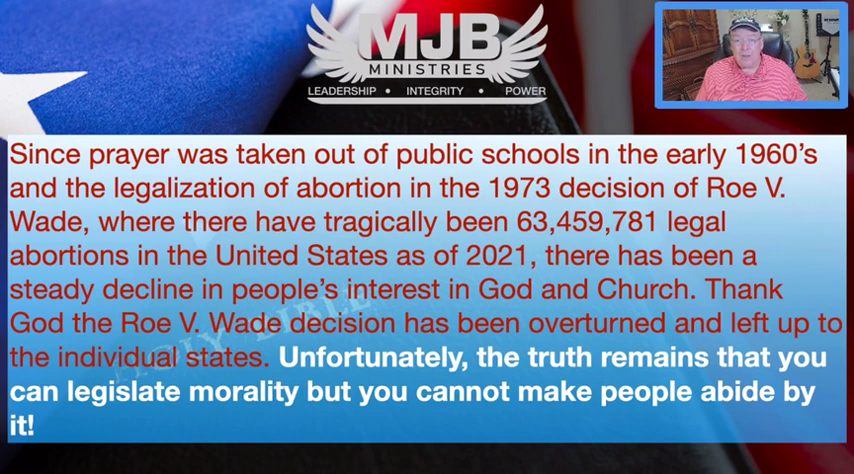 MJB
MINISTRIES
LEADERSHIP • INTEGRITY • POWER
Since prayer was taken out of public schools in the early 1960’s
and the legalization of abortion in the 1973 decision of Roe V.
Wade, where there have tragically been 63,459,781 legal
abortions in the United States as of 2021, there has been a
steady decline in people’s interest in God and Church. Thank
God the Roe V. Wade decision has been overturned and left up to
the individual states. Unfortunately, the truth remains that you
can legislate morality but you cannot make people abide by
it!
HOLY BIBLE